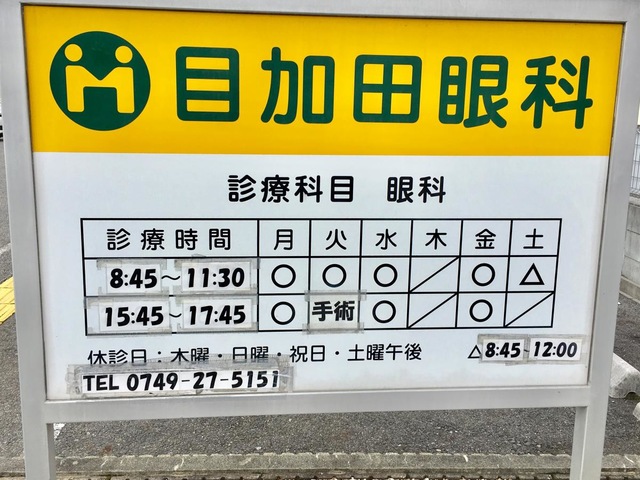 目加田眼科
診療科目 眼科
診療時間 月 火 水 木 金 土
8:45~11:30 ○ ○ ○ ／ ○ △
15:45~17:45 ○ 手術 ○ ／ ○ ／
休診日:木曜・日曜・祝日・土曜午後 △8:45~12:00
TEL 0749-27-5151